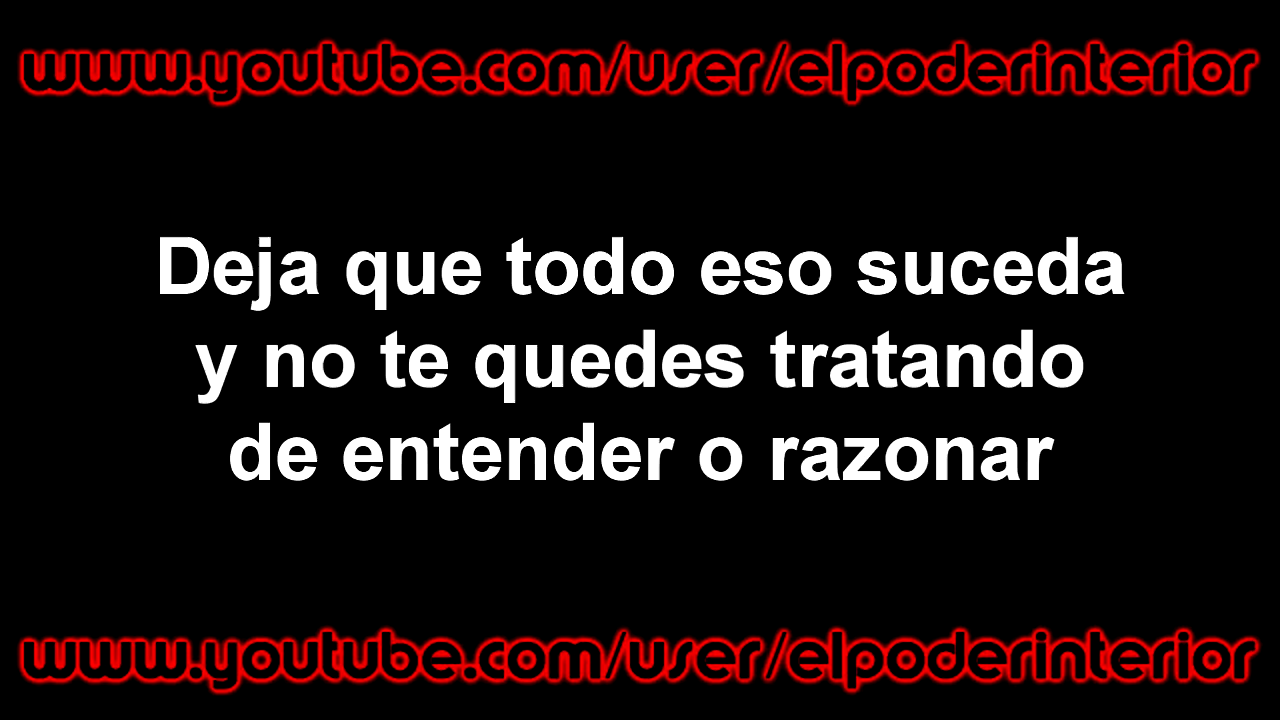 www.youtube.com/user/elpoderinterior
Deja que todo eso suceda
y no te quedes tratando
de entender o razonar
www.youtube.com/user/elpoderinterior